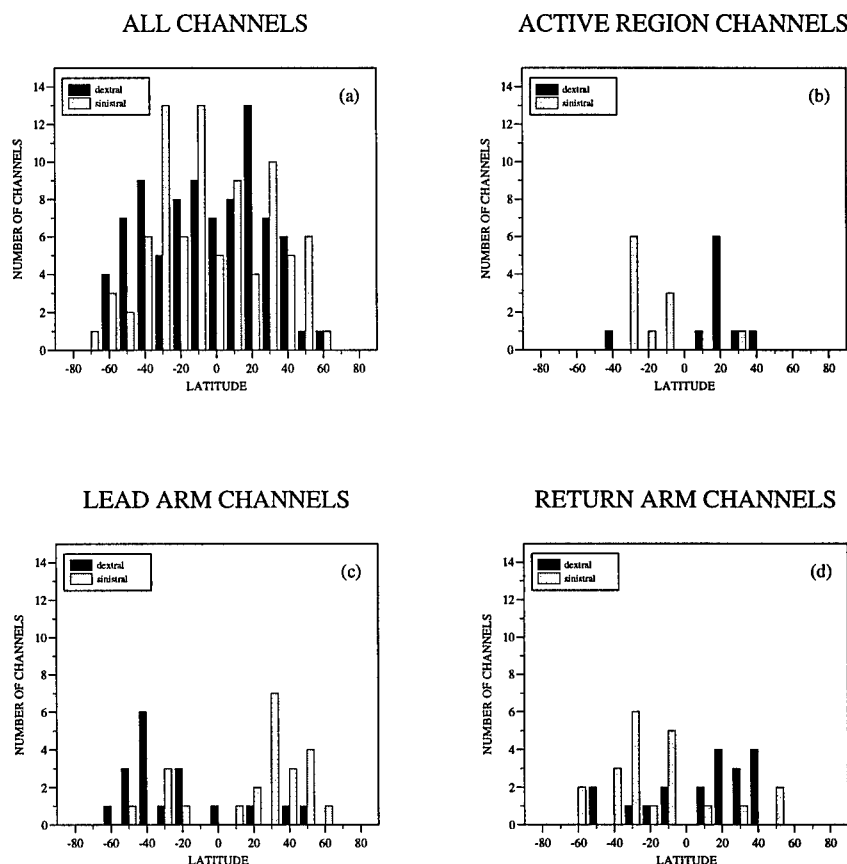 ALL CHANNELS
14
12
10
8
6
4
2
0
NUMBER OF CHANNELS
dextral
sinistral
(a)
-80 -60 -40 -20 0 20 40 60 80
LATITUDE
ACTIVE REGION CHANNELS
14
12
10
8
6
4
2
0
NUMBER OF CHANNELS
dextral
sinistral
(b)
-80 -60 -40 -20 0 20 40 60 80
LATITUDE
LEAD ARM CHANNELS
14
12
10
8
6
4
2
0
NUMBER OF CHANNELS
dextral
sinistral
(c)
-80 -60 -40 -20 0 20 40 60 80
LATITUDE
RETURN ARM CHANNELS
14
12
10
8
6
4
2
0
NUMBER OF CHANNELS
dextral
sinistral
(d)
-80 -60 -40 -20 0 20 40 60 80
LATITUDE